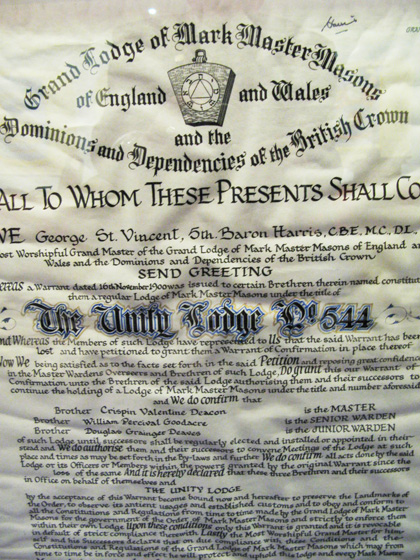 Harris
Grand Lodge of Mark Master Masons
of England and Wales
and the
Dominions and Dependencies of the British Crown
ALL TO WHOM THESE PRESENTS SHALL CO
WE George St. Vincent, 5th. Baron Harris, C.B.E., M.C., D.L.
ost Worshipful Grand Master of the Grand Lodge of Mark Master Masons of England a
Wales and the Dominions and Dependencies of the British Crown
SEND GREETING
ereas a Warrant dated 16th November 1900 was issued to certain Brethren therein named constitut
them a regular Lodge of Mark Master Masons under the title of
The Unity Lodge No. 544
And Whereas the Members of such Lodge have represented to Us that the said Warrant has been
lost and have petitioned to grant them a Warrant of Confirmation in place thereof
Now We being satisfied as to the facts set forth in the said Petition and reposing great confidence
in the Master Wardens Overseers and Brethren of such Lodge, Do grant this our Warrant of
Confirmation unto the Brethren of the said Lodge authorising them and their successors to
continue the holding of a Lodge of Mark Master Masons under the title and number aforesaid
and We do confirm that
Brother Crispin Valentine Deacon is the MASTER
Brother William Percival Goodacre is the SENIOR WARDEN
Brother Douglas Grainger Deayes is the JUNIOR WARDEN
of such Lodge until successors shall be regularly elected and installed or appointed in their
stead and We do authorise them and their successors to convene Meetings of the Lodge at such
place and times as may be set forth in the By-laws and further We do confirm all acts done by the said
Lodge or its Officers or Members within the powers granted by the original Warrant since the
loss of the same And it is hereby declared that these three Brethren and their successors
in Office on behalf of themselves and
THE UNITY LODGE
by the acceptance of this Warrant become bound now and hereafter to preserve the Landmarks of
the Order, to observe its antient usages and established customs and to obey and conform to
all the Constitutions and Regulations from time to time made by the Grand Lodge of Mark Master
Masons for the government of the Order of Mark Master Masons and strictly to enforce them
within their own Lodge Upon these conditions only this Warrant is granted and it is revocable
in default of strict compliance therewith Lastly the Most Worshipful Grand Master for himself
and his Successors declares that on due compliance with these Conditions and the
Constitutions and Regulations of the Grand Lodge of Mark Master Masons which may from
time to time be in force and effect he will protect and uphold this